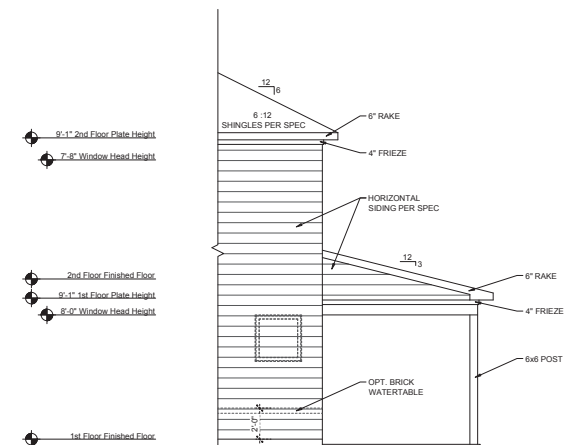 12
6
6 :12
SHINGLES PER SPEC
6" RAKE
9'-1" 2nd Floor Plate Height
4" FRIEZE
7'-8" Window Head Height
HORIZONTAL
SIDING PER SPEC
12
3
2nd Floor Finished Floor
6" RAKE
9'-1" 1st Floor Plate Height
4" FRIEZE
8'-0" Window Head Height
6x6 POST
OPT. BRICK
WATERTABLE
2'-0"
1st Floor Finished Floor